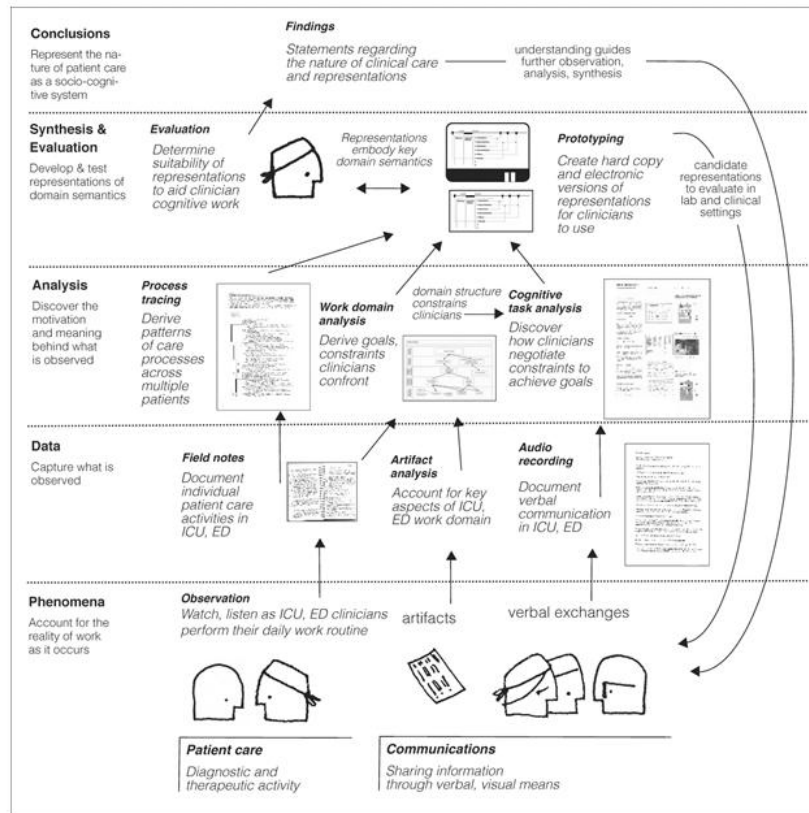 Conclusions
Represent the na-
ture of patient care
as a socio-cogni-
tive system
Findings
Statements regarding
the nature of clinical care
and representations
understanding guides
further observation,
analysis, synthesis
Synthesis &
Evaluation
Develop & test
representations of
domain semantics
Evaluation
Determine
suitability of
representations
to aid clinician
cognitive work
Representations
embody key
domain semantics
Prototyping
Create hard copy
and electronic
versions of
representations
for clinicians
to use
candidate
representations
to evaluate in
lab and clinical
settings
Analysis
Discover the
motivation
and meaning
behind what
is observed
Process
tracing
Derive
patterns
of care
processes
across
multiple
patients
Work domain
analysis
Derive goals,
constraints
clinicians
confront
domain structure
constrains
clinicians
Cognitive
task analysis
Discover
how clinicians
negotiate
constraints to
achieve goals
Data
Capture what is
observed
Field notes
Document
individual
patient care
activities in
ICU, ED
Artifact
analysis
Account for key
aspects of ICU,
ED work domain
Audio
recording
Document
verbal
communication
in ICU, ED
Phenomena
Account for the
reality of work
as it occurs
Observation
Watch, listen as ICU, ED clinicians
perform their daily work routine
artifacts
verbal exchanges
Patient care
Diagnostic and
therapeutic activity
Communications
Sharing information
through verbal, visual means